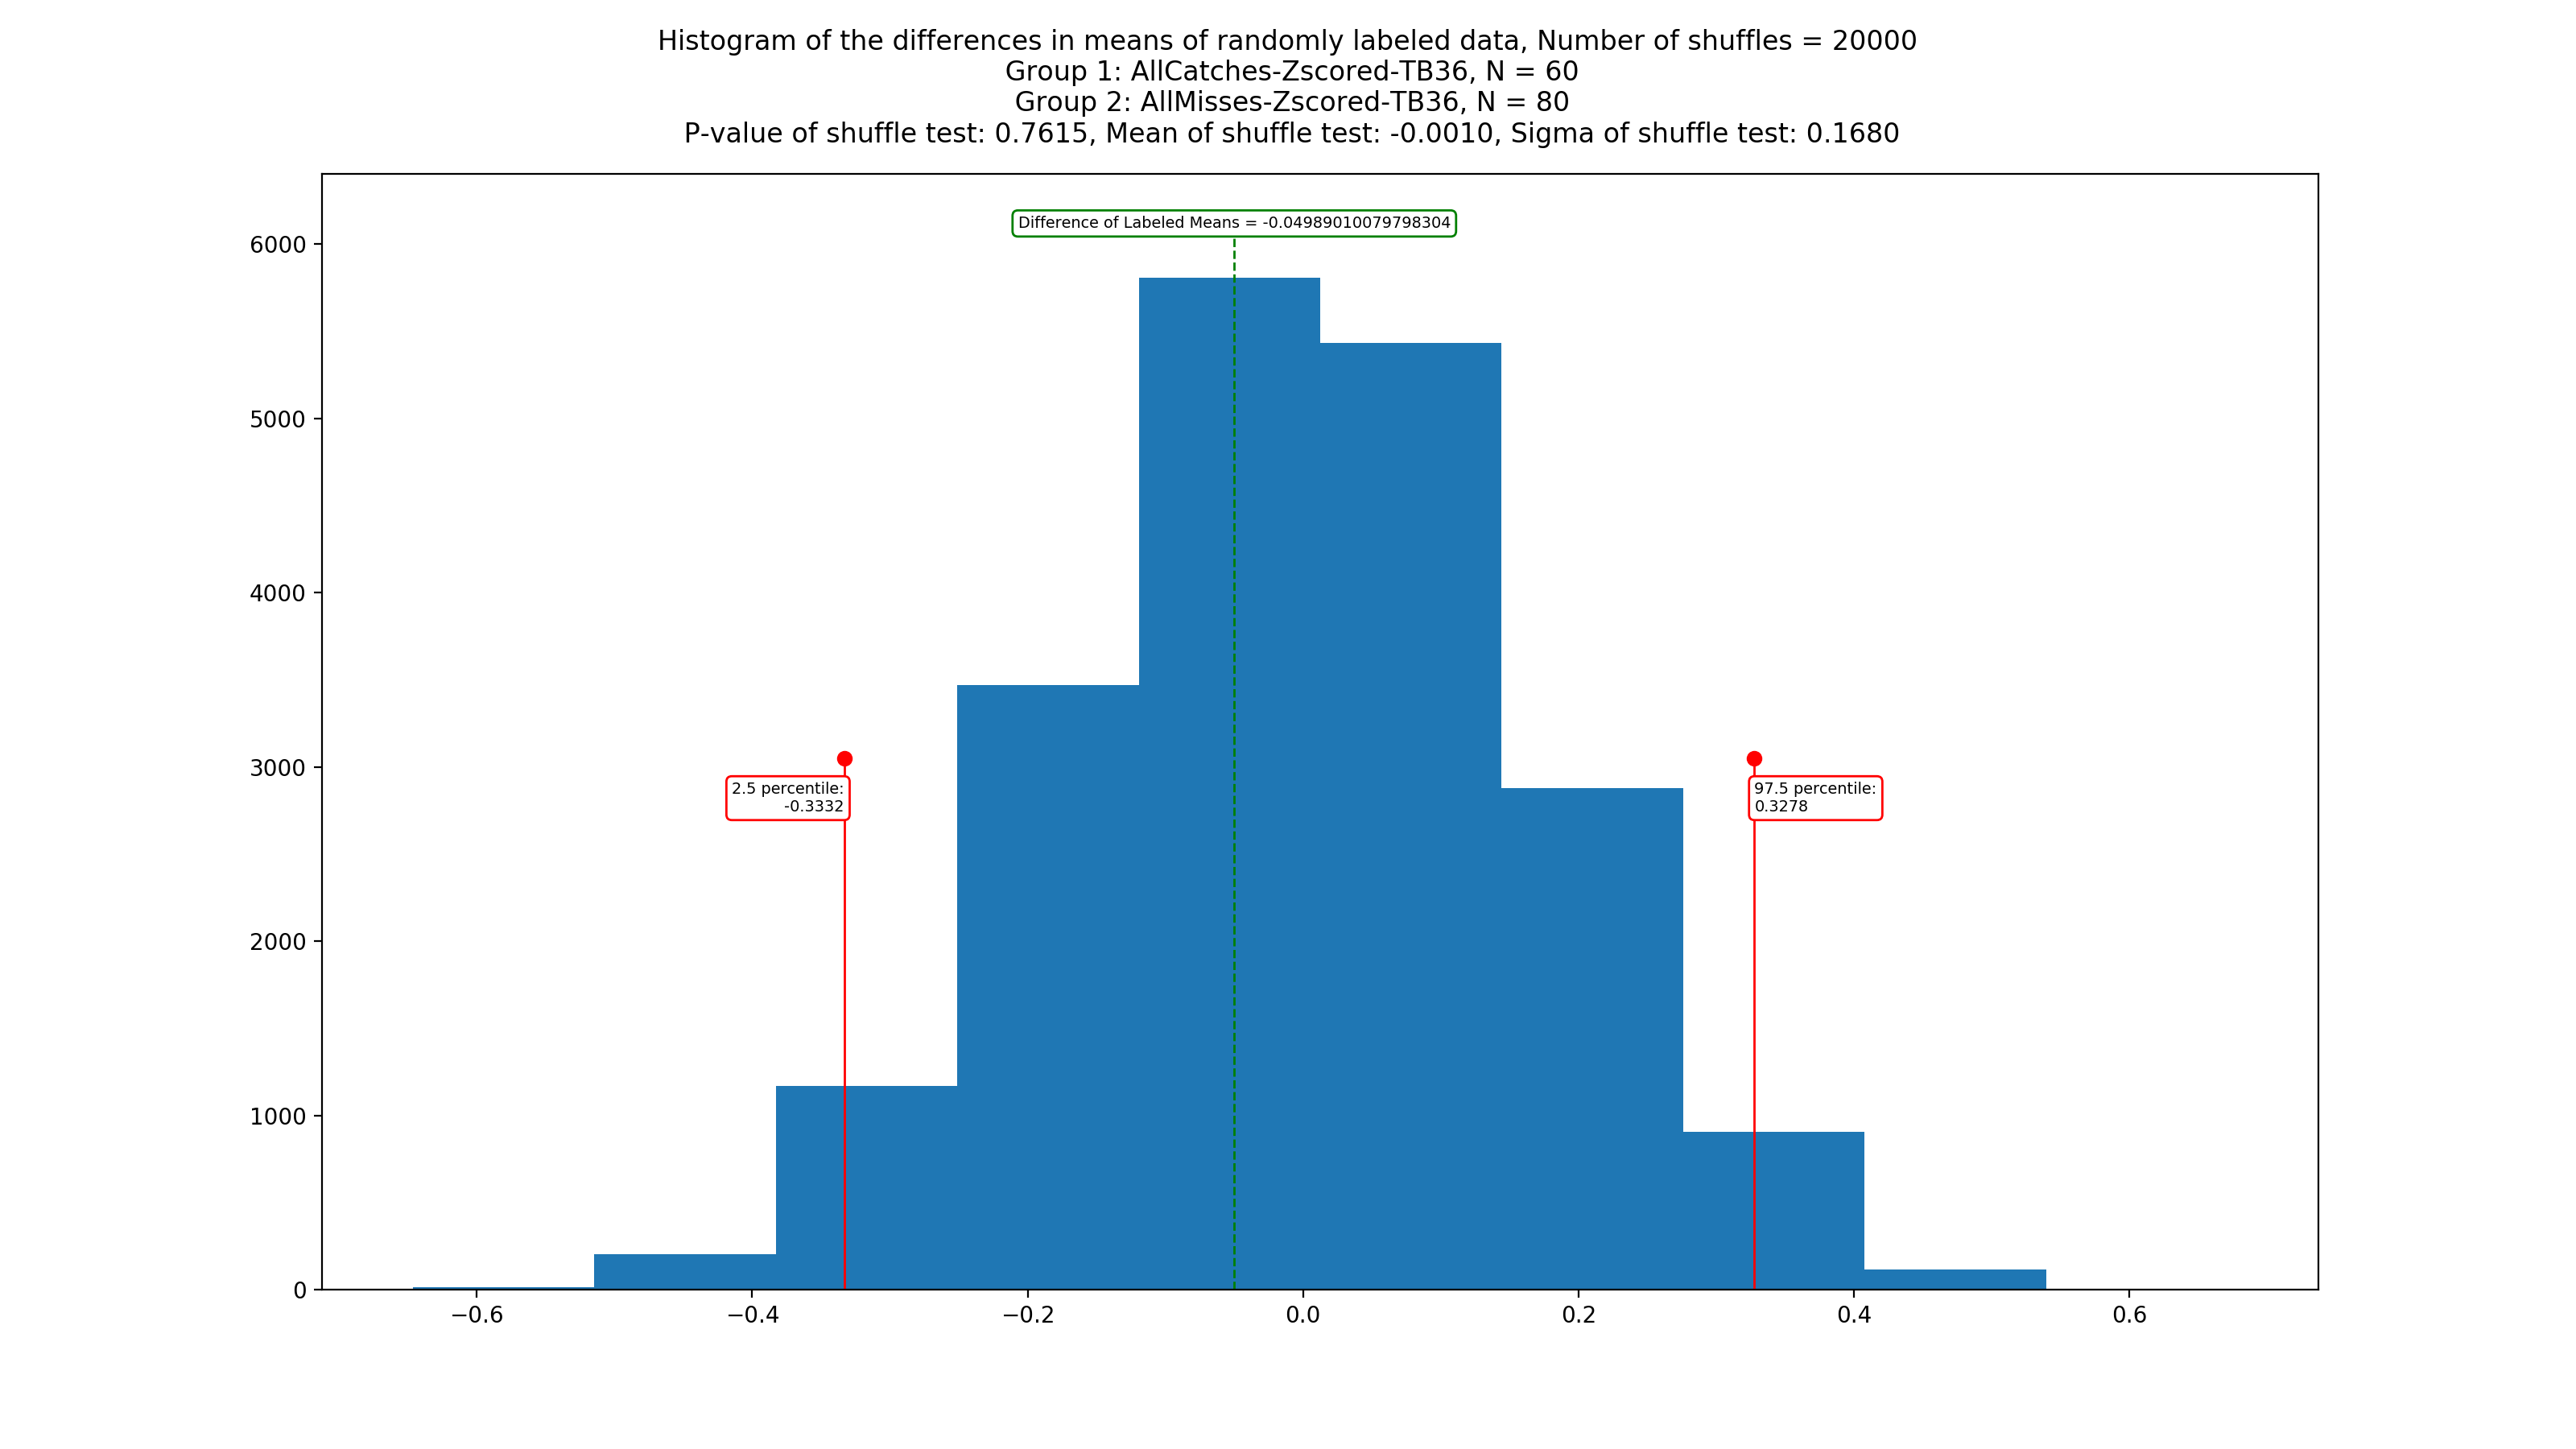 Histogram of the differences in means of randomly labeled data, Number of shuffles = 20000
Group 1: AllCatches-Zscored-TB36, N = 60
Group 2: AllMisses-Zscored-TB36, N = 80
P-value of shuffle test: 0.7615, Mean of shuffle test: -0.0010, Sigma of shuffle test: 0.1680
Difference of Labeled Means = -0.04989010079798304
6000
5000
4000
3000
2.5 percentile:
-0.3332
97.5 percentile:
0.3278
2000
1000
0
−0.6
−0.4
−0.2
0.0
0.2
0.4
0.6